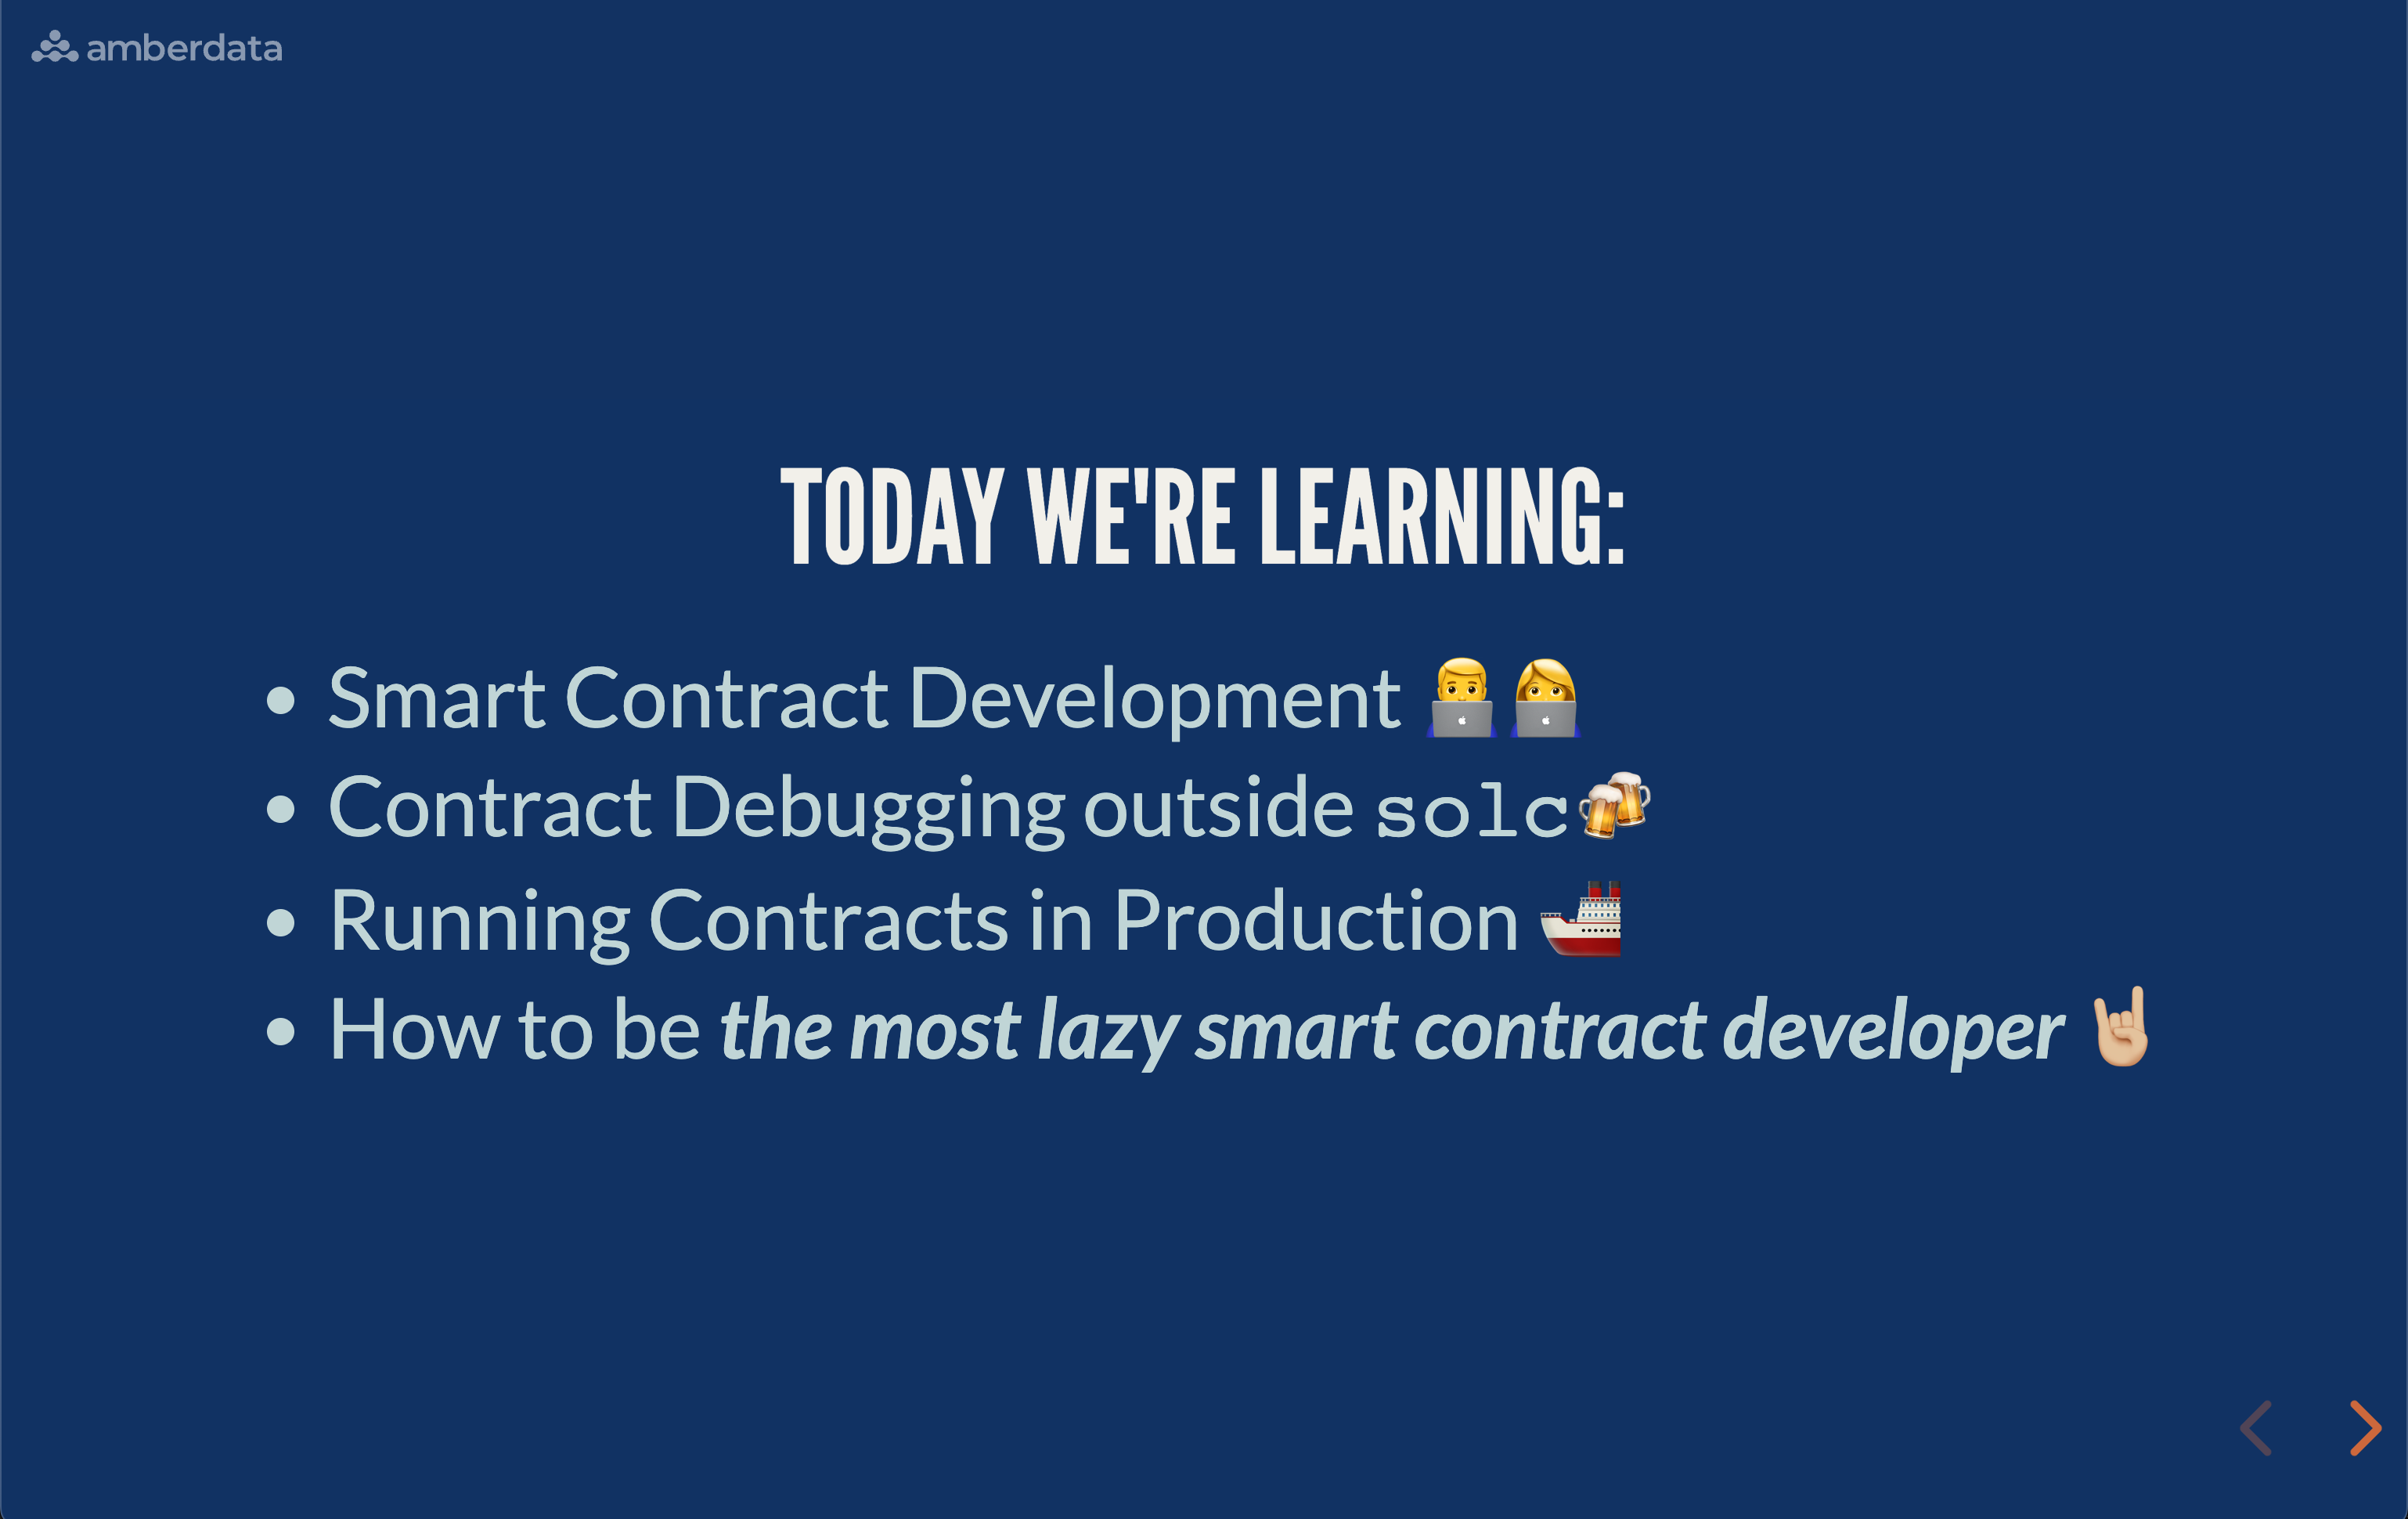 amberdata
TODAY WE'RE LEARNING:
• Smart Contract Development 👨‍💻 👩‍💻
• Contract Debugging outside solc🍻
• Running Contracts in Production 🛳
• How to be the most lazy smart contract developer 🤘🏼